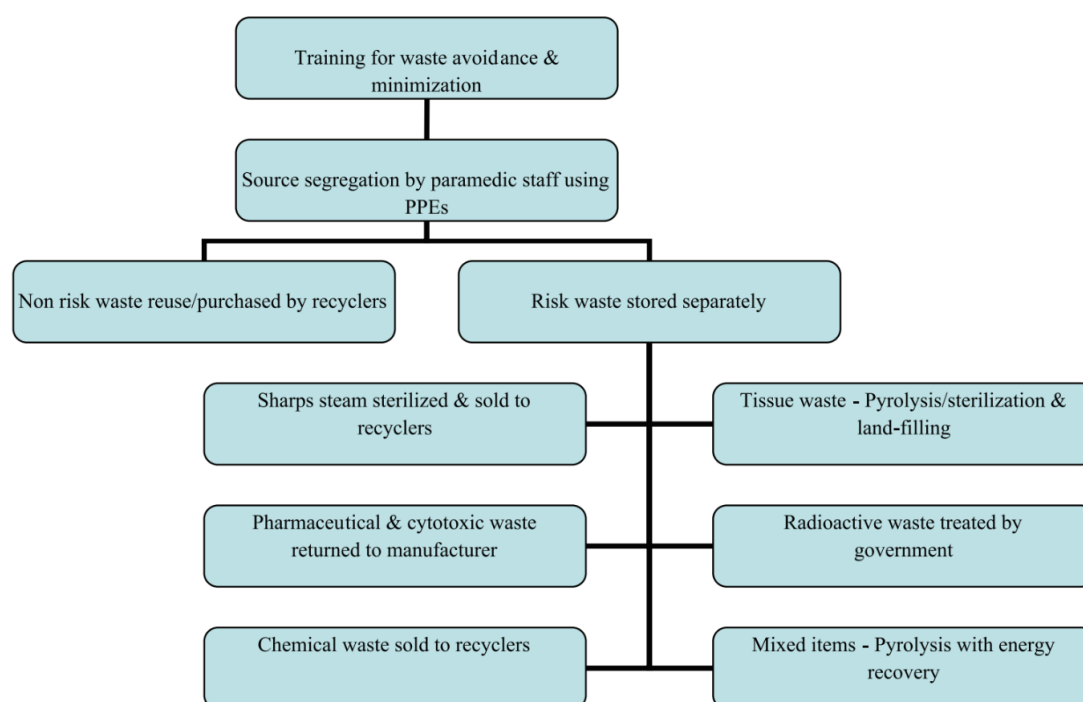 Training for waste avoidance &
minimization
Source segregation by paramedic staff using
PPEs
Non risk waste reuse/purchased by recyclers
Risk waste stored separately
Sharps steam sterilized & sold to
recyclers
Tissue waste - Pyrolysis/sterilization &
land-filling
Pharmaceutical & cytotoxic waste
returned to manufacturer
Radioactive waste treated by
government
Chemical waste sold to recyclers
Mixed items - Pyrolysis with energy
recovery